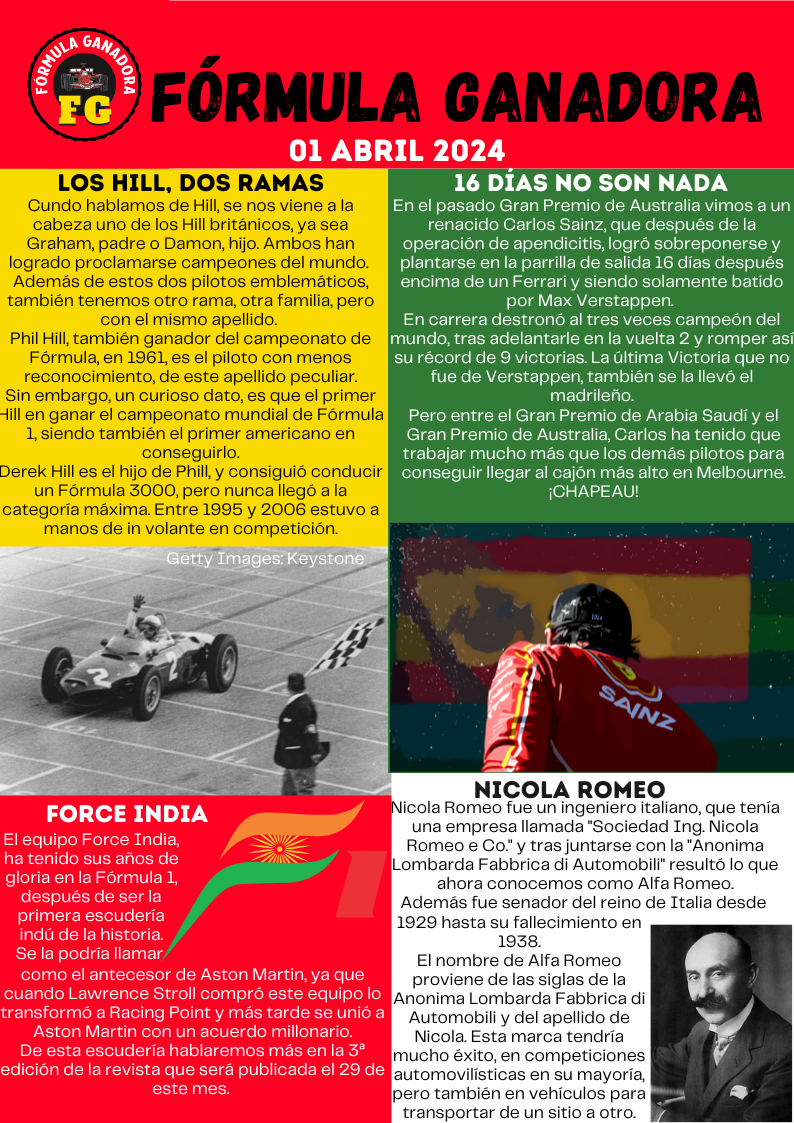 FÓRMULA GANADORA
FG
FÓRMULA GANADORA
01 ABRIL 2024
LOS HILL, DOS RAMAS
Cundo hablamos de Hill, se nos viene a la
cabeza uno de los Hill británicos, ya sea
Graham, padre o Damon, hijo. Ambos han
logrado proclamarse campeones del mundo.
Además de estos dos pilotos emblemáticos,
también tenemos otro rama, otra familia, pero
con el mismo apellido.
Phil Hill, también ganador del campeonato de
Fórmula, en 1961, es el piloto con menos
reconocimiento, de este apellido peculiar.
Sin embargo, un curioso dato, es que el primer
Hill en ganar el campeonato mundial de Fórmula
1, siendo también el primer americano en
conseguirlo.
Derek Hill es el hijo de Phill, y consiguió conducir
un Fórmula 3000, pero nunca llegó a la
categoría máxima. Entre 1995 y 2006 estuvo a
manos de in volante en competición.
Getty Images: Keystone
2
2
16 DÍAS NO SON NADA
En el pasado Gran Premio de Australia vimos a un
renacido Carlos Sainz, que después de la
operación de apendicitis, logró sobreponerse y
plantarse en la parrilla de salida 16 días después
encima de un Ferrari y siendo solamente batido
por Max Verstappen.
En carrera destronó al tres veces campeón del
mundo, tras adelantarle en la vuelta 2 y romper así
su récord de 9 victorias. La última Victoria que no
fue de Verstappen, también se la llevó el
madrileño.
Pero entre el Gran Premio de Arabia Saudí y el
Gran Premio de Australia, Carlos ha tenido que
trabajar mucho más que los demás pilotos para
conseguir llegar al cajón más alto en Melbourne.
¡CHAPEAU!
SAINZ
FORCE INDIA
El equipo Force India,
ha tenido sus años de
gloria en la Fórmula 1,
después de ser la
primera escudería
indú de la historia.
Se la podría llamar
como el antecesor de Aston Martin, ya que
cuando Lawrence Stroll compró este equipo lo
transformó a Racing Point y más tarde se unió a
Aston Martin con un acuerdo millonario.
De esta escudería hablaremos más en la 3ª
edición de la revista que será publicada el 29 de
este mes.
NICOLA ROMEO
Nicola Romeo fue un ingeniero italiano, que tenía
una empresa llamada "Sociedad Ing. Nicola
Romeo e Co." y tras juntarse con la "Anonima
Lombarda Fabbrica di Automobili" resultó lo que
ahora conocemos como Alfa Romeo.
Además fue senador del reino de Italia desde
1929 hasta su fallecimiento en
1938.
El nombre de Alfa Romeo
proviene de las siglas de la
Anonima Lombarda Fabbrica di
Automobili y del apellido de
Nicola. Esta marca tendría
mucho éxito, en competiciones
automovilísticas en su mayoría,
pero también en vehículos para
transportar de un sitio a otro.